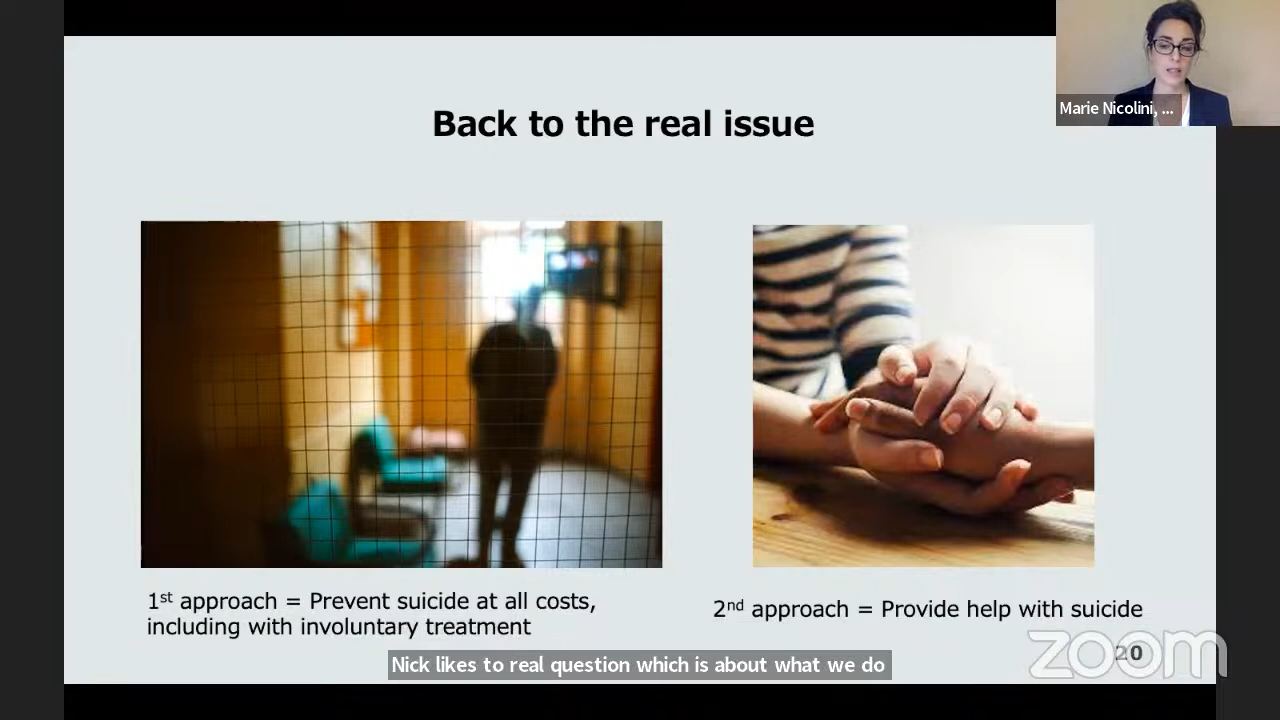 Marie Nicolini, ...
Back to the real issue
1st approach = Prevent suicide at all costs,
including with involuntary treatment
2nd approach = Provide help with suicide
20
zoom
Nick likes to real question which is about what we do